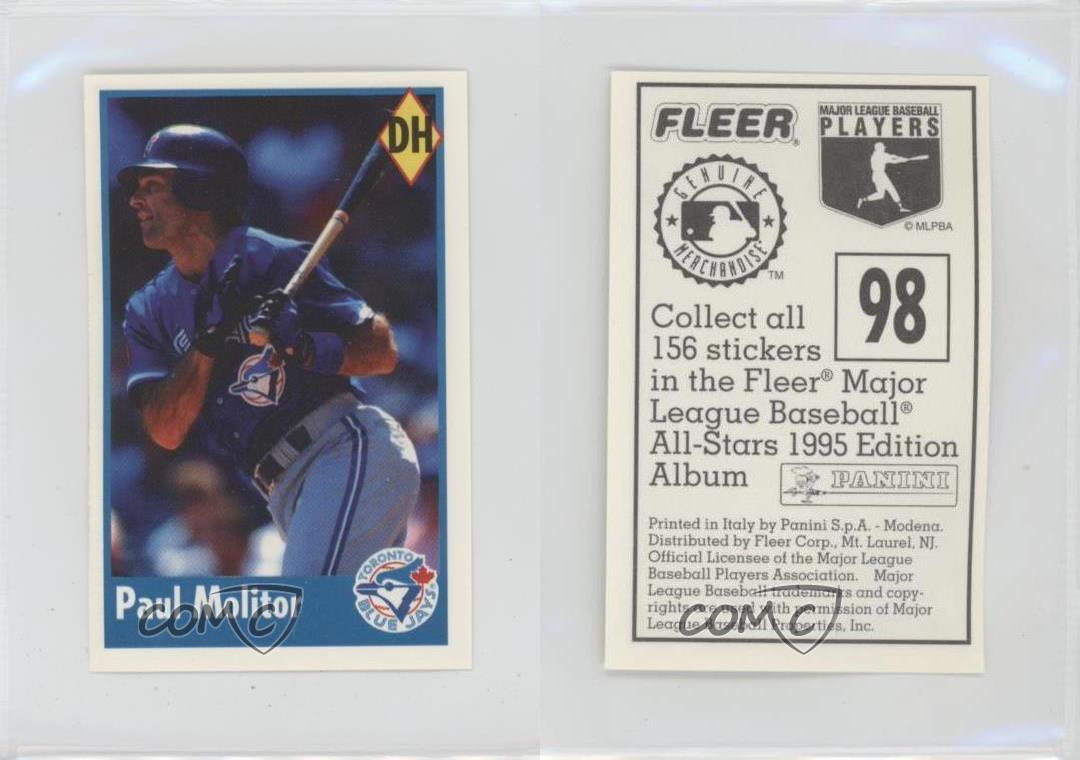 DH
Paul Molitor
TORONTO
BLUE JAYS
COMC
FLEER®
MAJOR LEAGUE BASEBALL
PLAYERS
© MLPBA
GENUINE
MERCHANDISE
TM
98
Collect all
156 stickers
in the Fleer® Major
League Baseball®
All-Stars 1995 Edition
Album
PANINI
Printed in Italy by Panini S.p.A. - Modena.
Distributed by Fleer Corp., Mt. Laurel, NJ.
Official Licensee of the Major League
Baseball Players Association. Major
League Baseball trademarks and copy-
rights are used with permission of Major
League Baseball Properties, Inc.
COMC